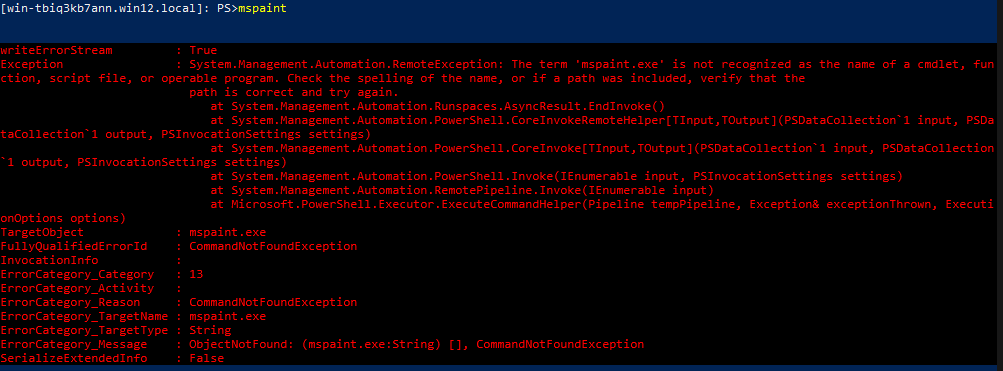 [win-tbiq3kb7ann.win12.local]: PS>mspaint
writeErrorStream         : True
Exception                : System.Management.Automation.RemoteException: The term 'mspaint.exe' is not recognized as the name of a cmdlet, fun
ction, script file, or operable program. Check the spelling of the name, or if a path was included, verify that the
                           path is correct and try again.
                              at System.Management.Automation.Runspaces.AsyncResult.EndInvoke()
                              at System.Management.Automation.PowerShell.CoreInvokeRemoteHelper[TInput,TOutput](PSDataCollection`1 input, PSDa
taCollection`1 output, PSInvocationSettings settings)
                              at System.Management.Automation.PowerShell.CoreInvoke[TInput,TOutput](PSDataCollection`1 input, PSDataCollection
`1 output, PSInvocationSettings settings)
                              at System.Management.Automation.PowerShell.Invoke(IEnumerable input, PSInvocationSettings settings)
                              at System.Management.Automation.RemotePipeline.Invoke(IEnumerable input)
                              at Microsoft.PowerShell.Executor.ExecuteCommandHelper(Pipeline tempPipeline, Exception& exceptionThrown, Executi
onOptions options)
TargetObject             : mspaint.exe
FullyQualifiedErrorId    : CommandNotFoundException
InvocationInfo           :
ErrorCategory_Category   : 13
ErrorCategory_Activity   :
ErrorCategory_Reason     : CommandNotFoundException
ErrorCategory_TargetName : mspaint.exe
ErrorCategory_TargetType : String
ErrorCategory_Message    : ObjectNotFound: (mspaint.exe:String) [], CommandNotFoundException
SerializeExtendedInfo    : False